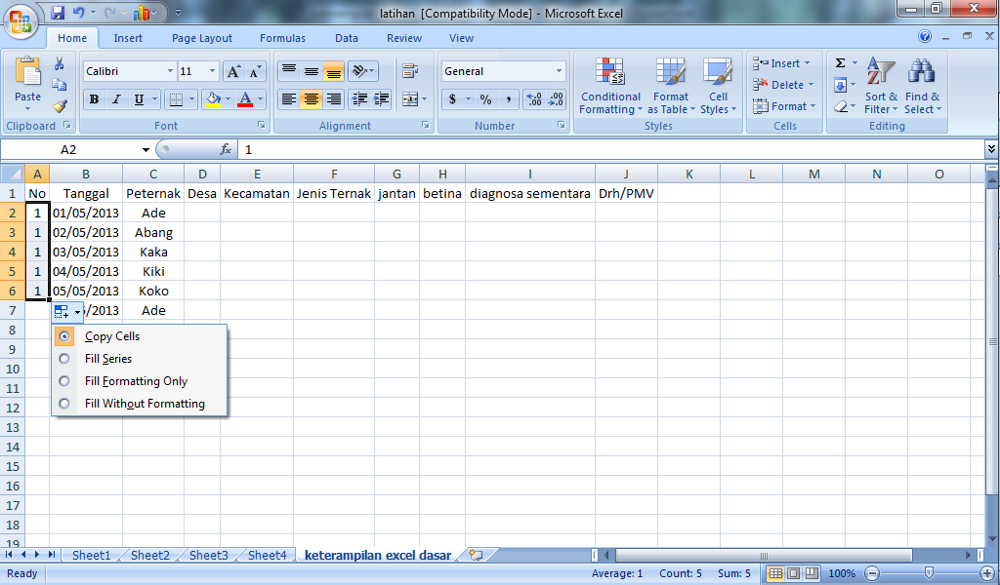 latihan [Compatibility Mode] - Microsoft Excel
Home Insert Page Layout Formulas Data Review View
Paste
Calibri 11
General
Conditional Formatting
Format as Table
Cell Styles
Insert
Delete
Format
Sort & Filter
Find & Select
B I U
$ % ,
Clipboard Font Alignment Number Styles Cells Editing
A2 fx 1
A B C D E F G H I J K L M N O
1 No Tanggal Peternak Desa Kecamatan Jenis Ternak jantan betina diagnosa sementara Drh/PMV
2 1 01/05/2013 Ade
3 1 02/05/2013 Abang
4 1 03/05/2013 Kaka
5 1 04/05/2013 Kiki
6 1 05/05/2013 Koko
7 5/2013 Ade
8 Copy Cells
9 Fill Series
10 Fill Formatting Only
11 Fill Without Formatting
12
13
14
15
16
17
18
19
Sheet1 Sheet2 Sheet3 Sheet4 keterampilan excel dasar
Ready Average: 1 Count: 5 Sum: 5 100%